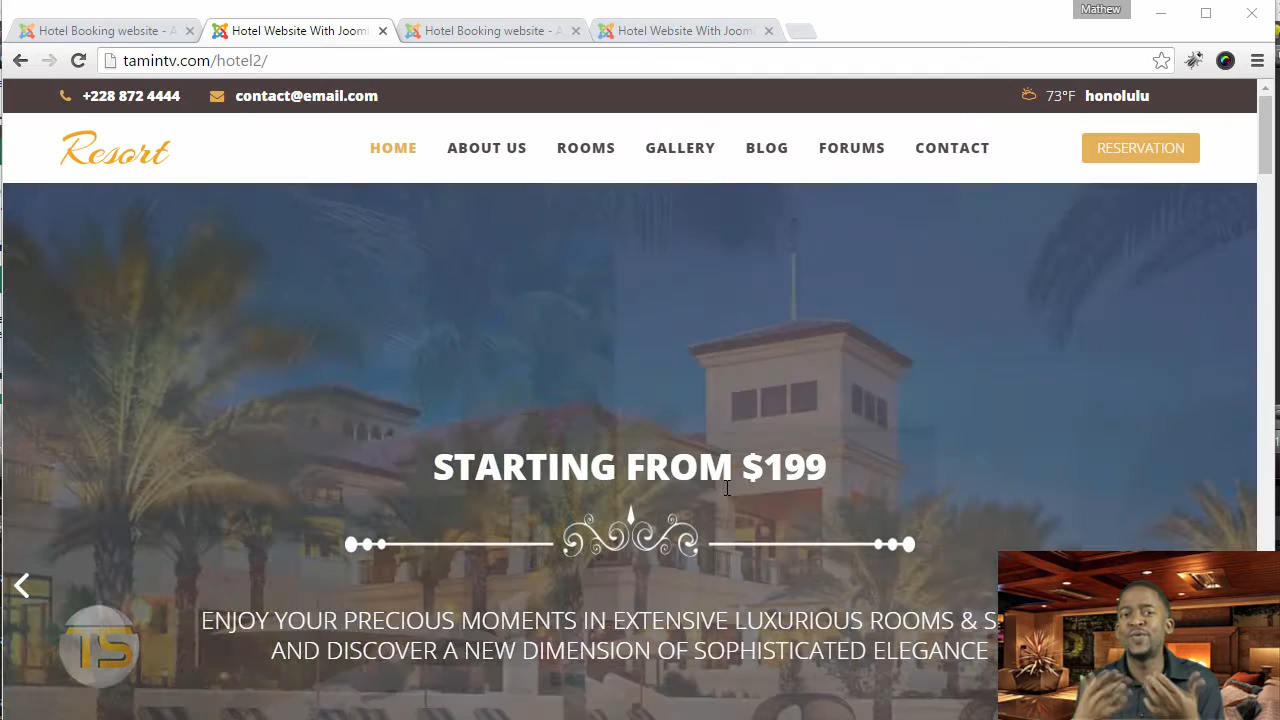 Mathew
Hotel Booking website - A
Hotel Website With Jooml
Hotel Booking website - A
Hotel Website With Jooml
tamintv.com/hotel2/
+228 872 4444 contact@email.com 73°F honolulu
Resort HOME ABOUT US ROOMS GALLERY BLOG FORUMS CONTACT RESERVATION
STARTING FROM $199
ENJOY YOUR PRECIOUS MOMENTS IN EXTENSIVE LUXURIOUS ROOMS & S
AND DISCOVER A NEW DIMENSION OF SOPHISTICATED ELEGANCE
TS